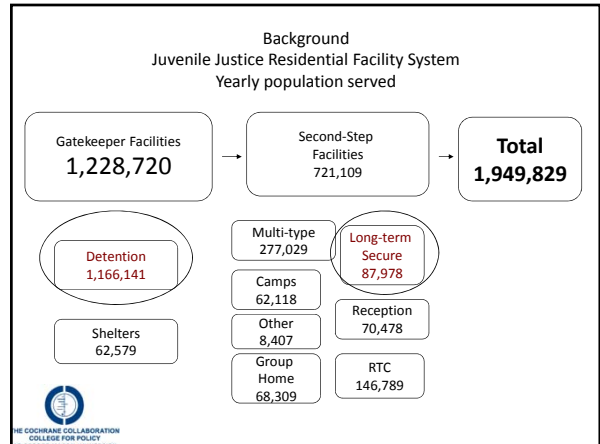 Background
Juvenile Justice Residential Facility System
Yearly population served
Gatekeeper Facilities
1,228,720
Second-Step
Facilities
721,109
Total
1,949,829
Detention
1,166,141
Shelters
62,579
Multi-type
277,029
Camps
62,118
Other
8,407
Group
Home
68,309
Long-term
Secure
87,978
Reception
70,478
RTC
146,789
THE COCHRANE COLLABORATION
COLLEGE FOR POLICY